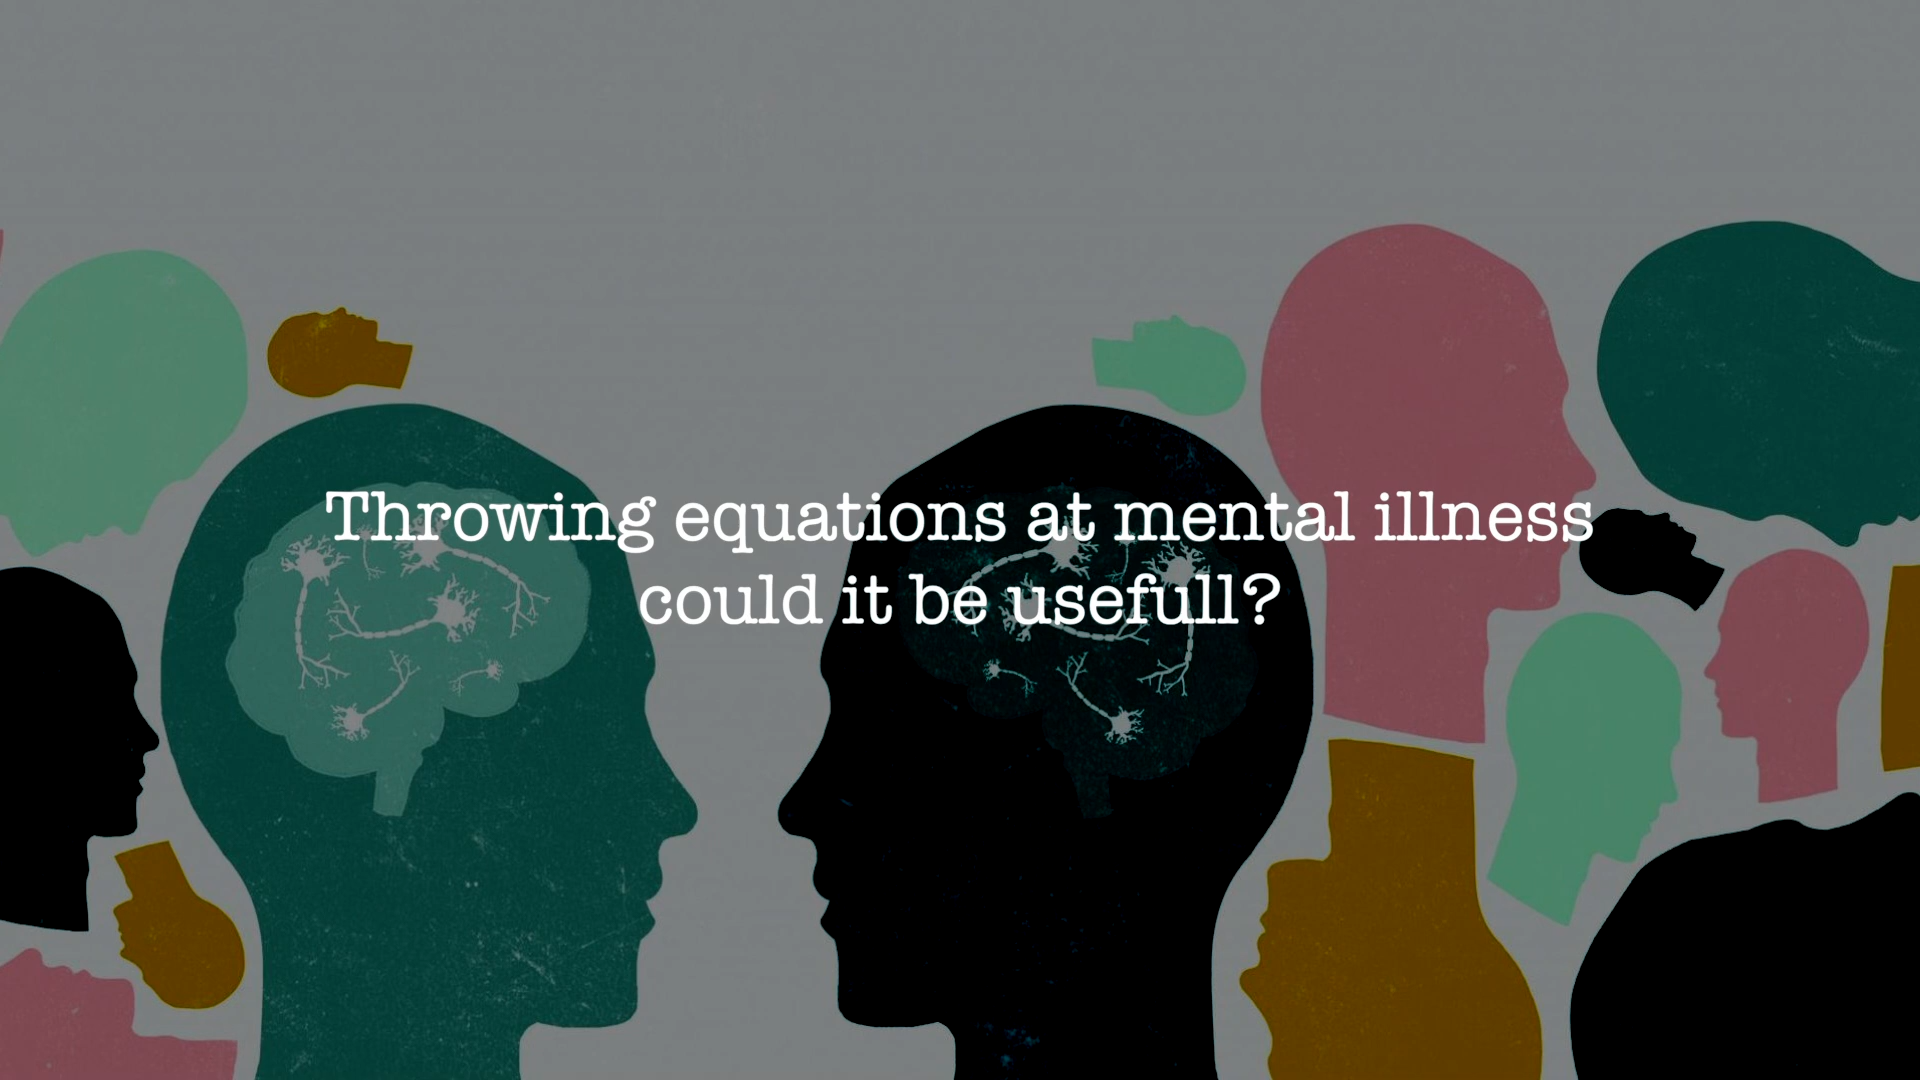 Throwing equations at mental illness
could it be usefull?